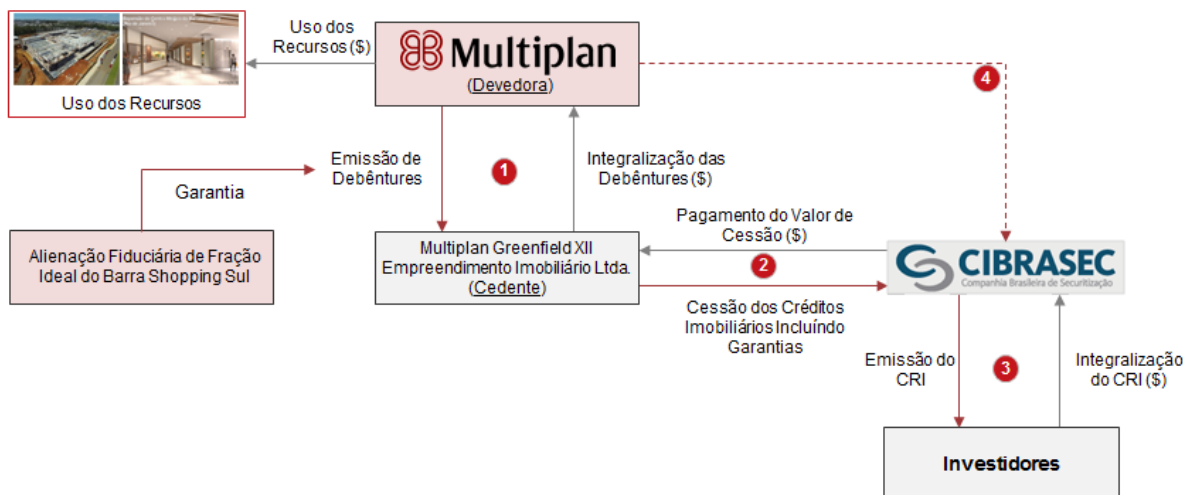 Uso dos
Recursos ($)
Uso dos Recursos
Multiplan
(Devedora)
4
Emissão de
Debêntures
1
Integralização das
Debêntures ($)
Garantia
Alienação Fiduciária de Fração
Ideal do Barra Shopping Sul
Multiplan Greenfield XII
Empreendimento Imobiliário Ltda.
(Cedente)
Pagamento do Valor de
Cessão ($)
2
Cessão dos Créditos
Imobiliários Incluíndo
Garantias
CIBRASEC
Companhia Brasileira de Securitização
Emissão do
CRI
3
Integralização
do CRI ($)
Investidores